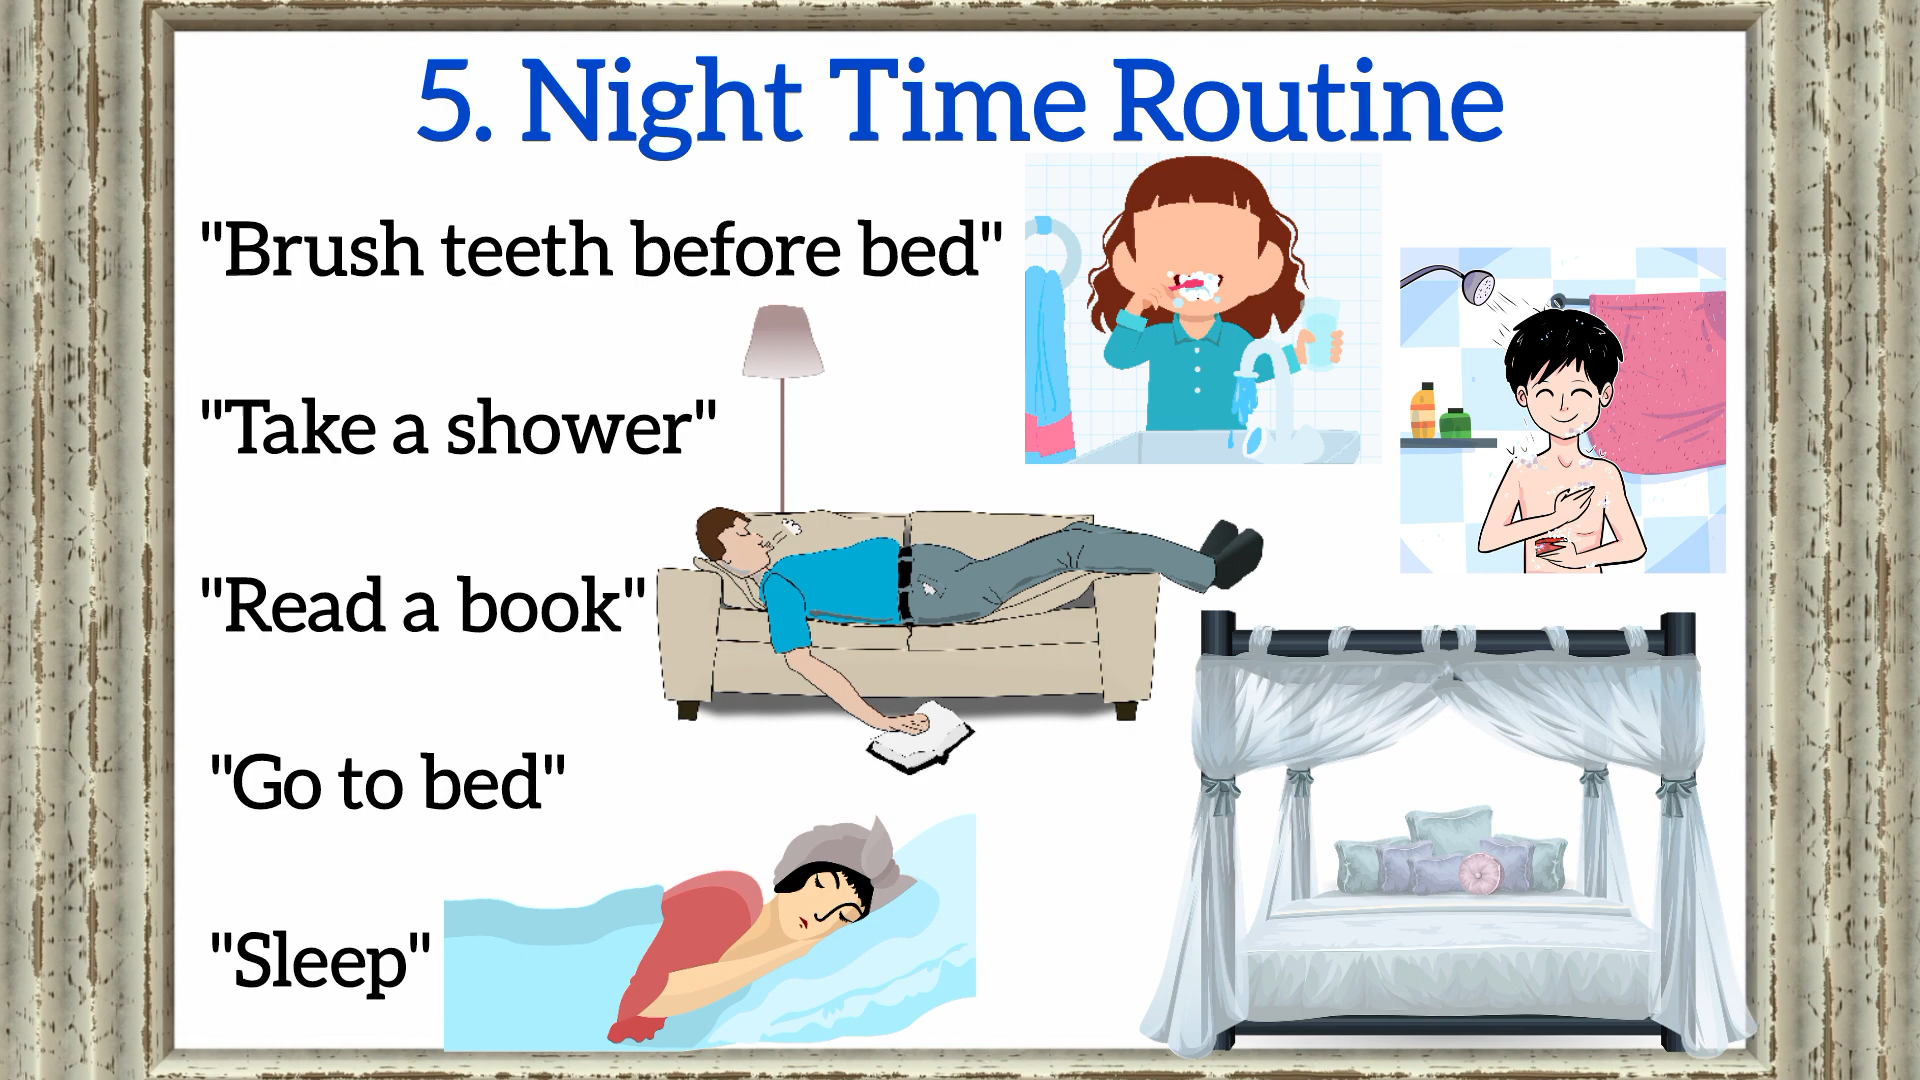 5. Night Time Routine
"Brush teeth before bed"
"Take a shower"
"Read a book"
"Go to bed"
"Sleep"